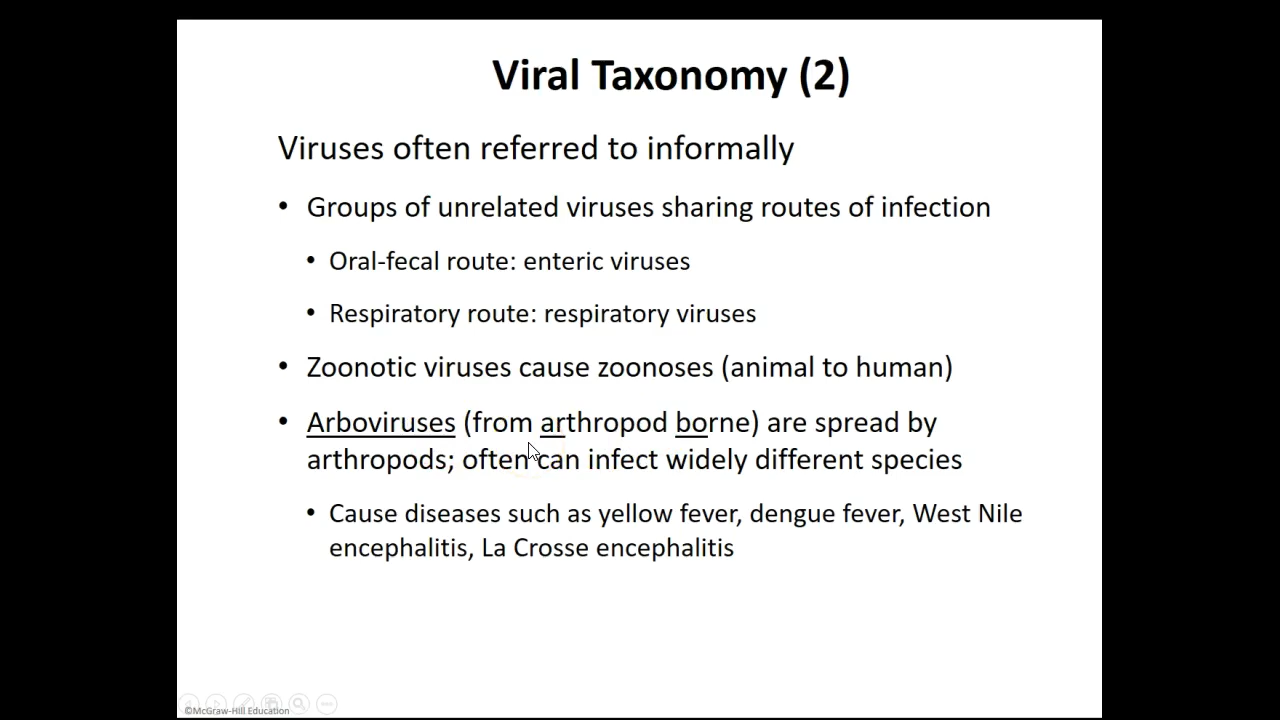 Viral Taxonomy (2)
Viruses often referred to informally
• Groups of unrelated viruses sharing routes of infection
• Oral-fecal route: enteric viruses
• Respiratory route: respiratory viruses
• Zoonotic viruses cause zoonoses (animal to human)
• Arboviruses (from arthropod borne) are spread by
arthropods; often can infect widely different species
• Cause diseases such as yellow fever, dengue fever, West Nile
encephalitis, La Crosse encephalitis
©McGraw-Hill Education